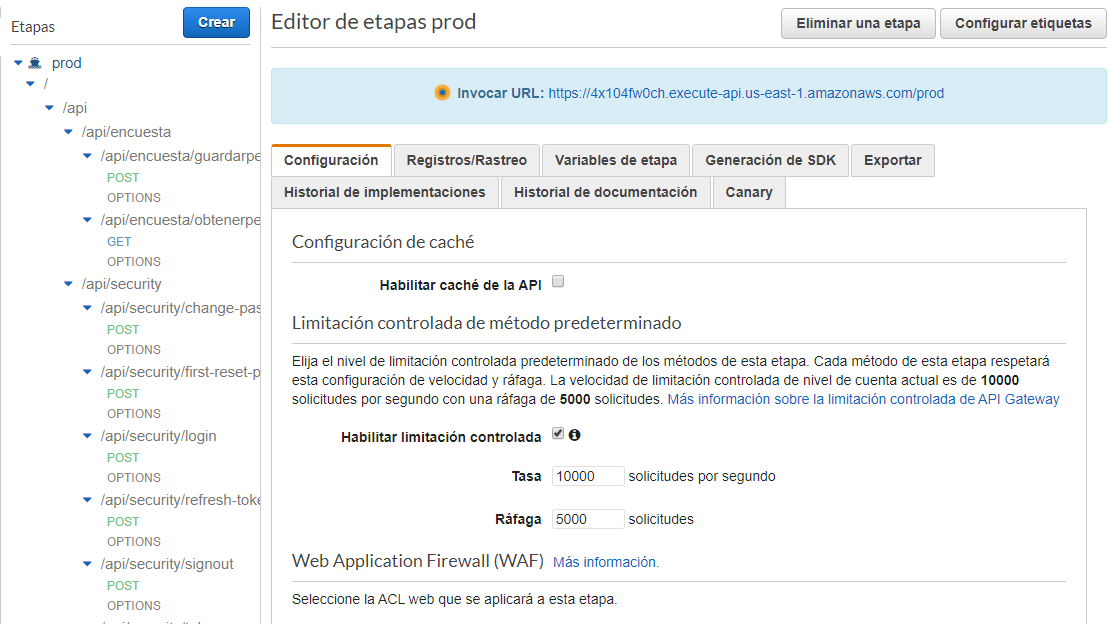 Etapas
Crear
prod
/
/api
/api/encuesta
/api/encuesta/guardarpe
POST
OPTIONS
/api/encuesta/obtenerpe
GET
OPTIONS
/api/security
/api/security/change-pas
POST
OPTIONS
/api/security/first-reset-p
POST
OPTIONS
/api/security/login
POST
OPTIONS
/api/security/refresh-toke
POST
OPTIONS
/api/security/signout
POST
OPTIONS
Editor de etapas prod
Eliminar una etapa
Configurar etiquetas
Invocar URL: https://4x104fw0ch.execute-api.us-east-1.amazonaws.com/prod
Configuración
Registros/Rastreo
Variables de etapa
Generación de SDK
Exportar
Historial de implementaciones
Historial de documentación
Canary
Configuración de caché
Habilitar caché de la API
Limitación controlada de método predeterminado
Elija el nivel de limitación controlada predeterminado de los métodos de esta etapa. Cada método de esta etapa respetará
esta configuración de velocidad y ráfaga. La velocidad de limitación controlada de nivel de cuenta actual es de 10000
solicitudes por segundo con una ráfaga de 5000 solicitudes. Más información sobre la limitación controlada de API Gateway
Habilitar limitación controlada
Tasa 10000 solicitudes por segundo
Ráfaga 5000 solicitudes
Web Application Firewall (WAF) Más información.
Seleccione la ACL web que se aplicará a esta etapa.